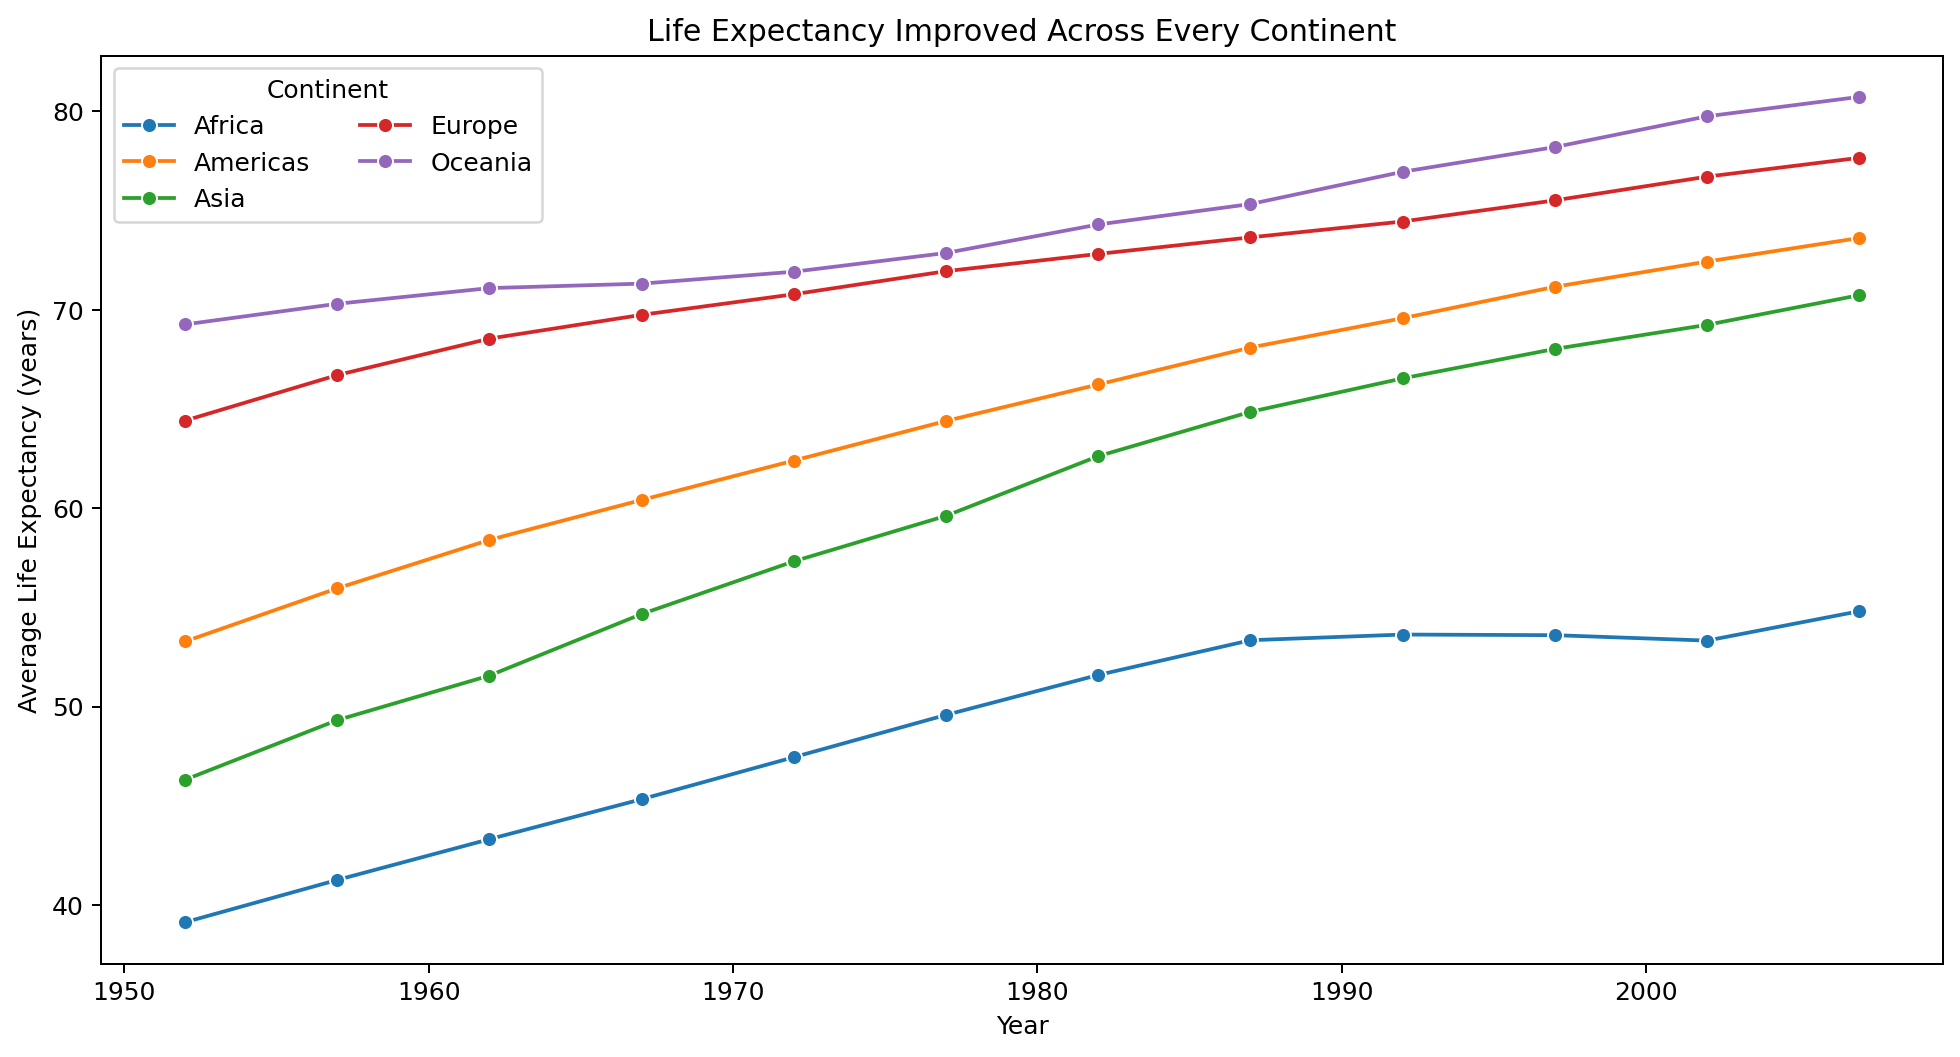 Life Expectancy Improved Across Every Continent
Continent
Africa
Americas
Asia
Europe
Oceania
Average Life Expectancy (years)
80
70
60
50
40
1950 1960 1970 1980 1990 2000
Year